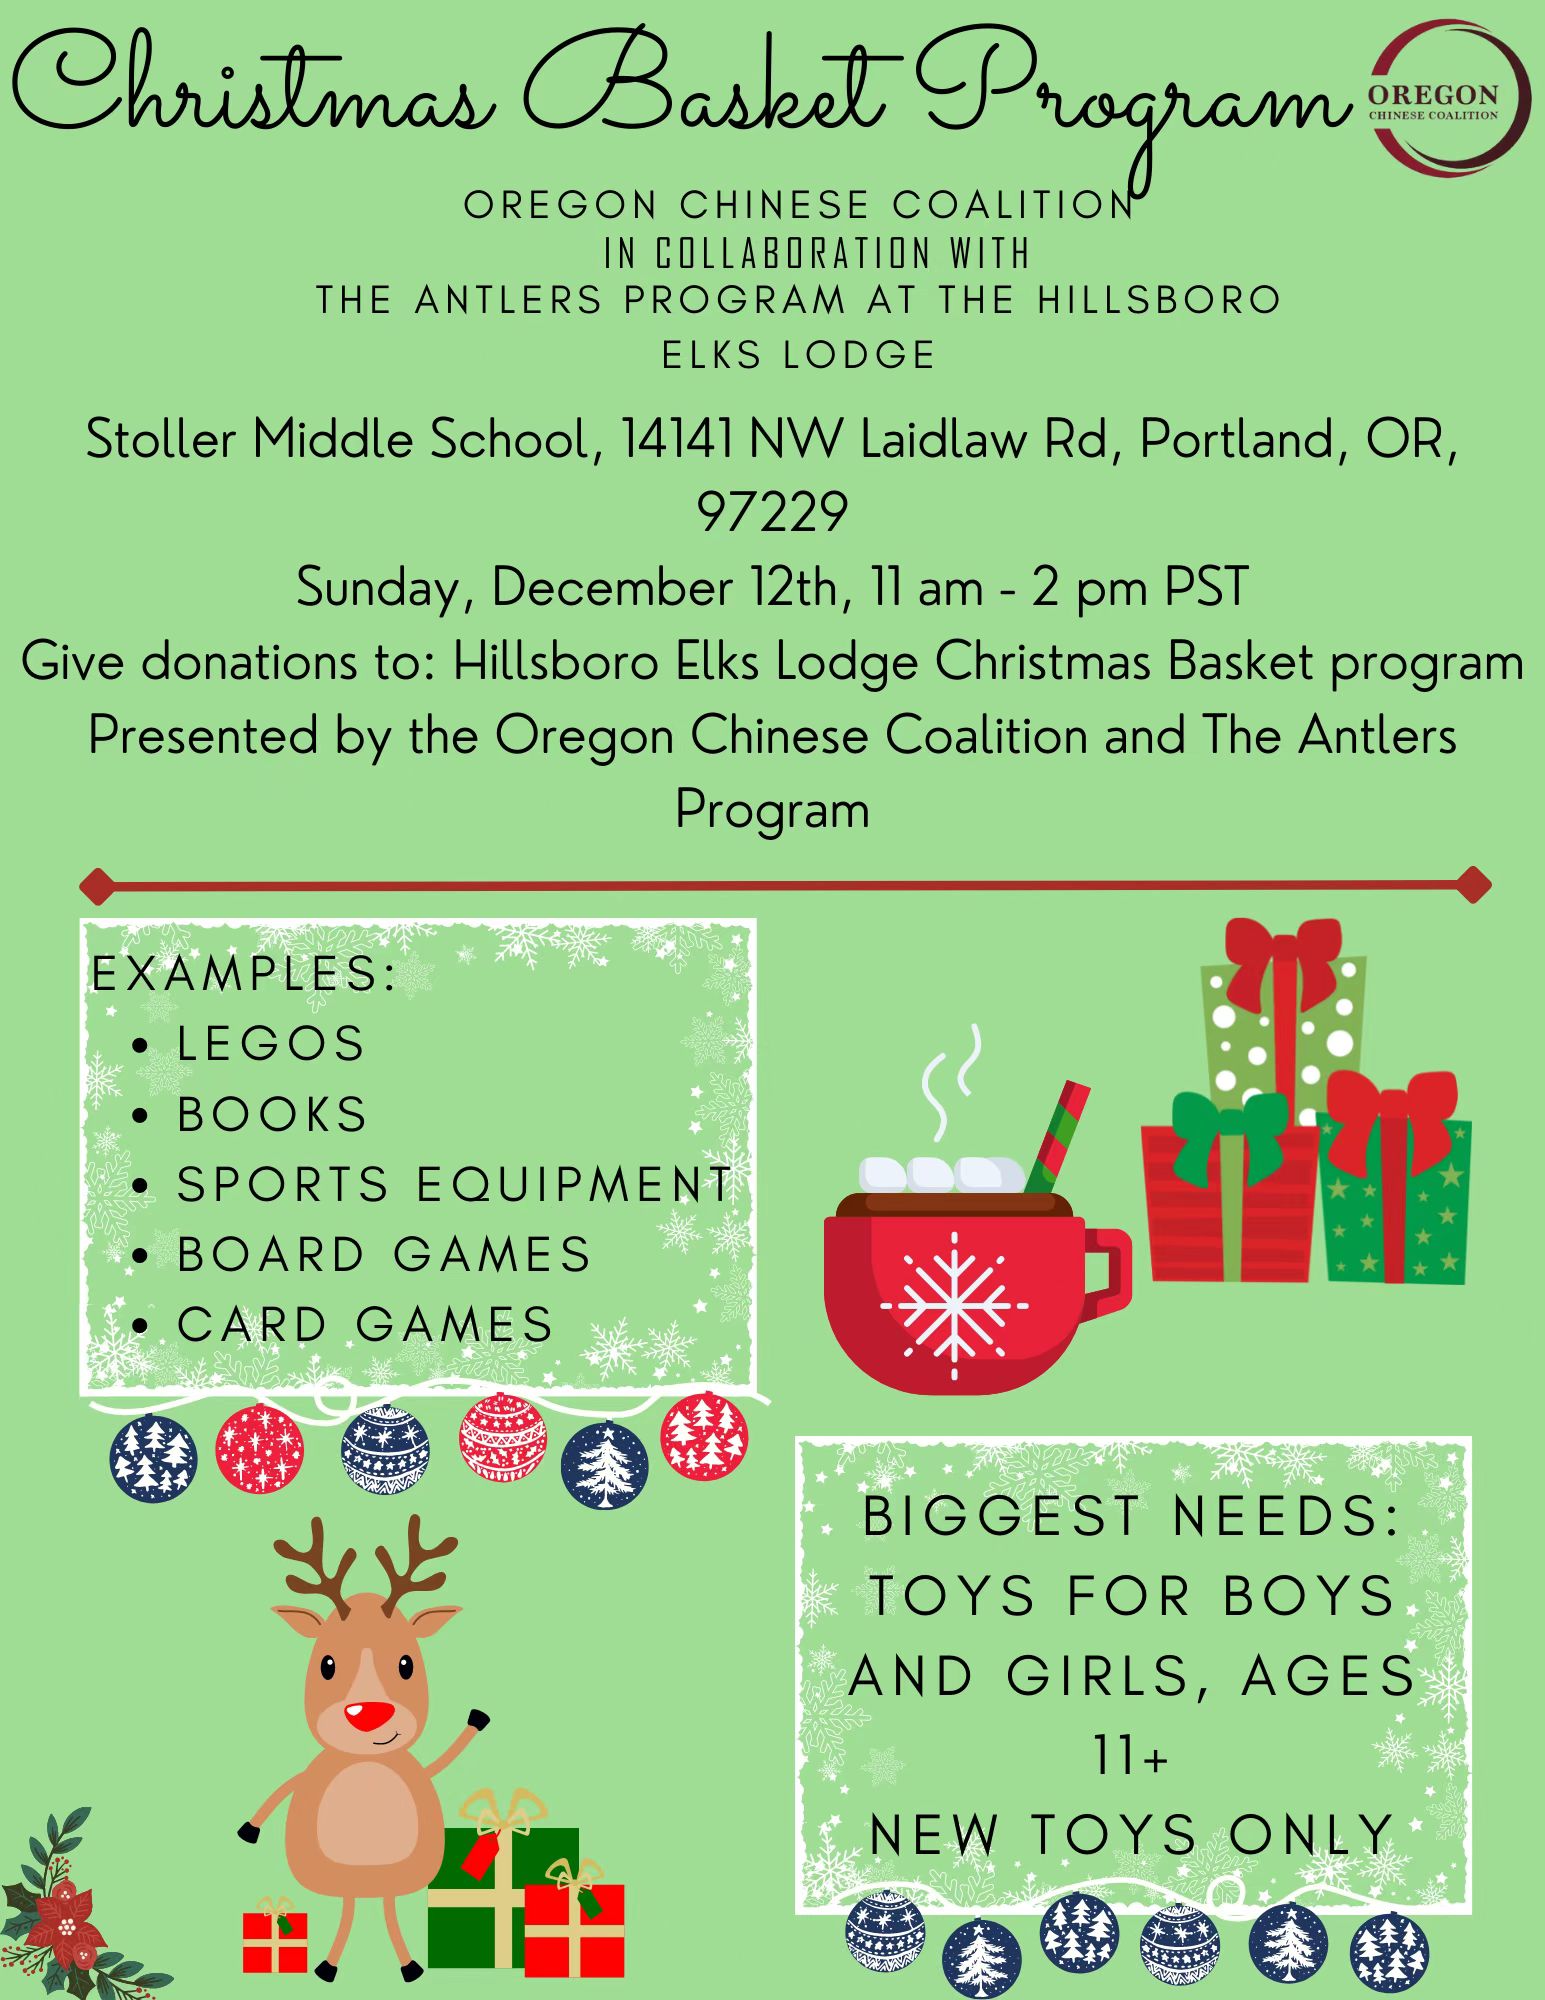 Christmas Basket Program
OREGON
CHINESE COALITION
OREGON CHINESE COALITION
IN COLLABORATION WITH
THE ANTLERS PROGRAM AT THE HILLSBORO
ELKS LODGE
Stoller Middle School, 14141 NW Laidlaw Rd, Portland, OR,
97229
Sunday, December 12th, 11 am - 2 pm PST
Give donations to: Hillsboro Elks Lodge Christmas Basket program
Presented by the Oregon Chinese Coalition and The Antlers
Program
EXAMPLES:
• LEGOS
• BOOKS
• SPORTS EQUIPMENT
• BOARD GAMES
• CARD GAMES
BIGGEST NEEDS:
TOYS FOR BOYS
AND GIRLS, AGES
11+
NEW TOYS ONLY